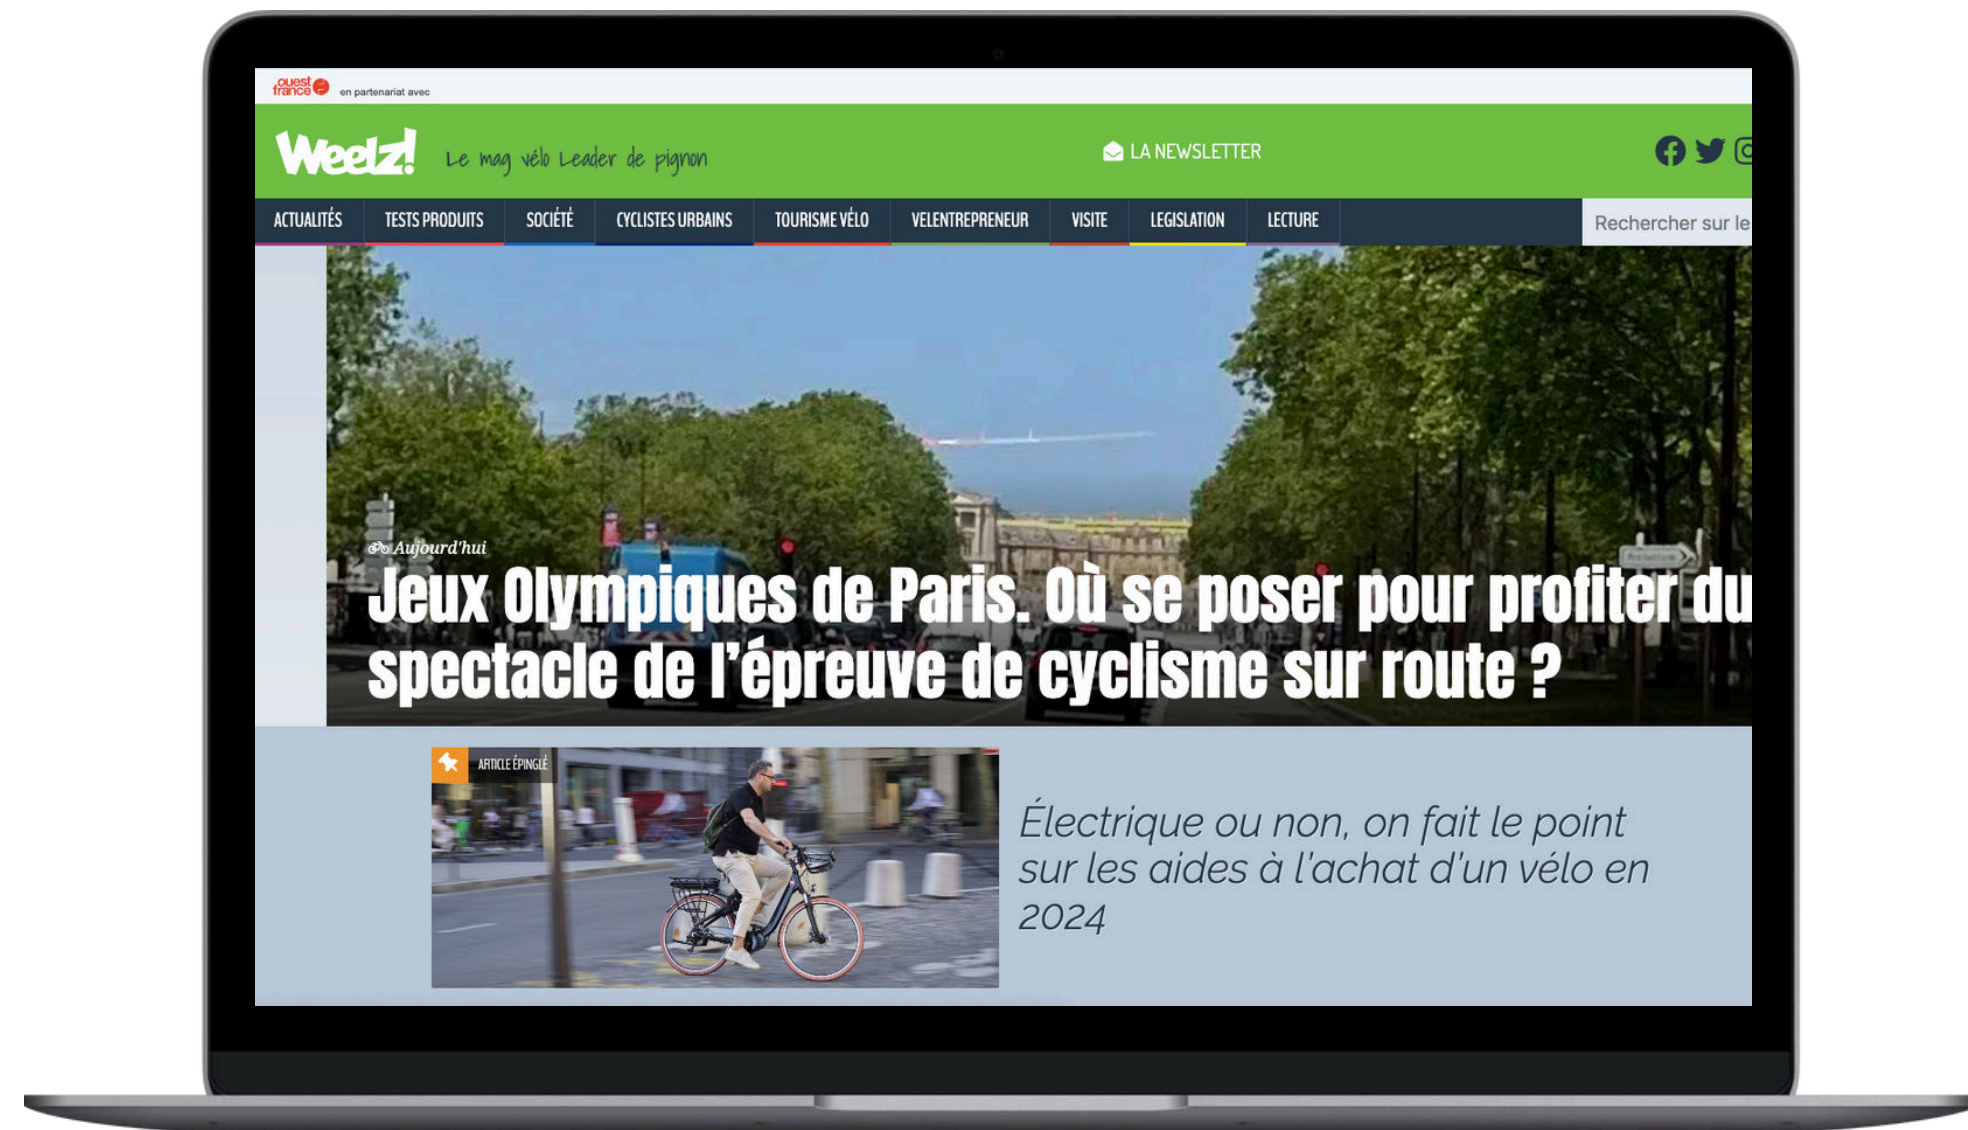 ouest
france
en partenariat avec
Weelz!
Le mag vélo Leader de pignon
LA NEWSLETTER
ACTUALITÉS
TESTS PRODUITS
SOCIÉTÉ
CYCLISTES URBAINS
TOURISME VÉLO
VELENTREPRENEUR
VISITE
LEGISLATION
LECTURE
Rechercher sur le
Aujourd'hui
Jeux Olympiques de Paris. Où se poser pour profiter du
spectacle de l’épreuve de cyclisme sur route ?
ARTICLE ÉPINGLÉ
Électrique ou non, on fait le point
sur les aides à l’achat d’un vélo en
2024